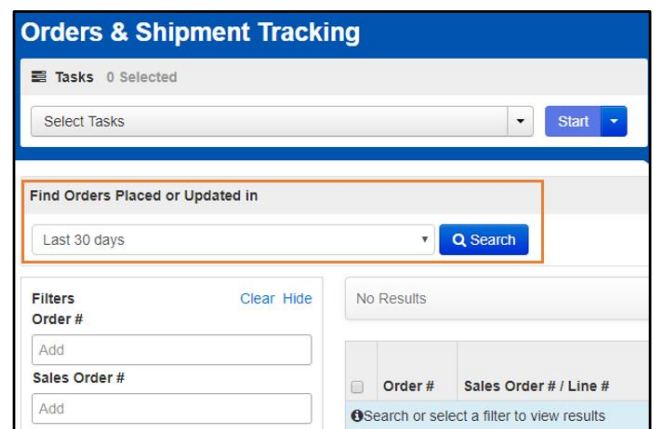 Orders & Shipment Tracking
Tasks 0 Selected
Select Tasks
Start
Find Orders Placed or Updated in
Last 30 days
Search
Filters
Clear Hide
Order #
Add
Sales Order #
Add
No Results
Order # Sales Order # / Line #
Search or select a filter to view results